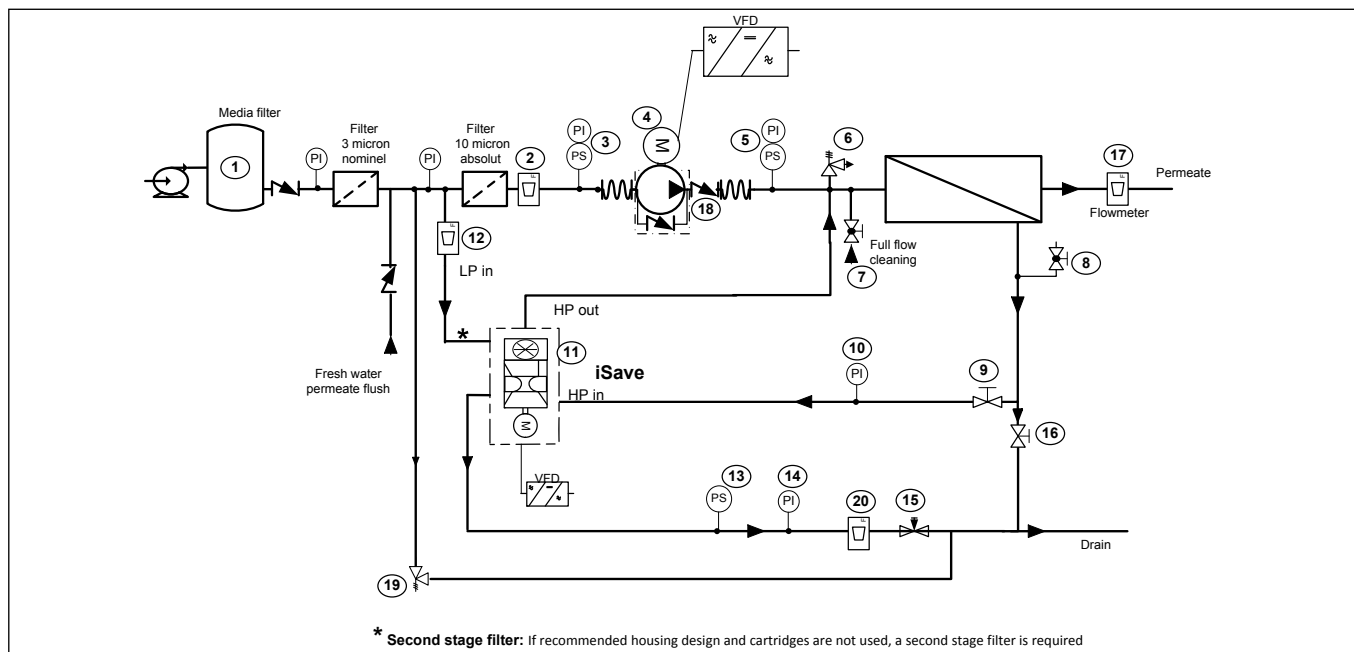 VFD
Media filter
1
PI
Filter
3 micron
nominel
PI
Filter
10 micron
absolut
F
2
PI
PS
3
4
M
18
5
PI
PS
6
Full flow
cleaning
7
F
17
Permeate
Flowmeter
8
F
12
LP in
HP out
*
11
iSave
HP in
M
VFD
10
PI
9
16
Fresh water
permeate flush
13
PS
14
PI
20
F
15
Drain
19
* Second stage filter: If recommended housing design and cartridges are not used, a second stage filter is required